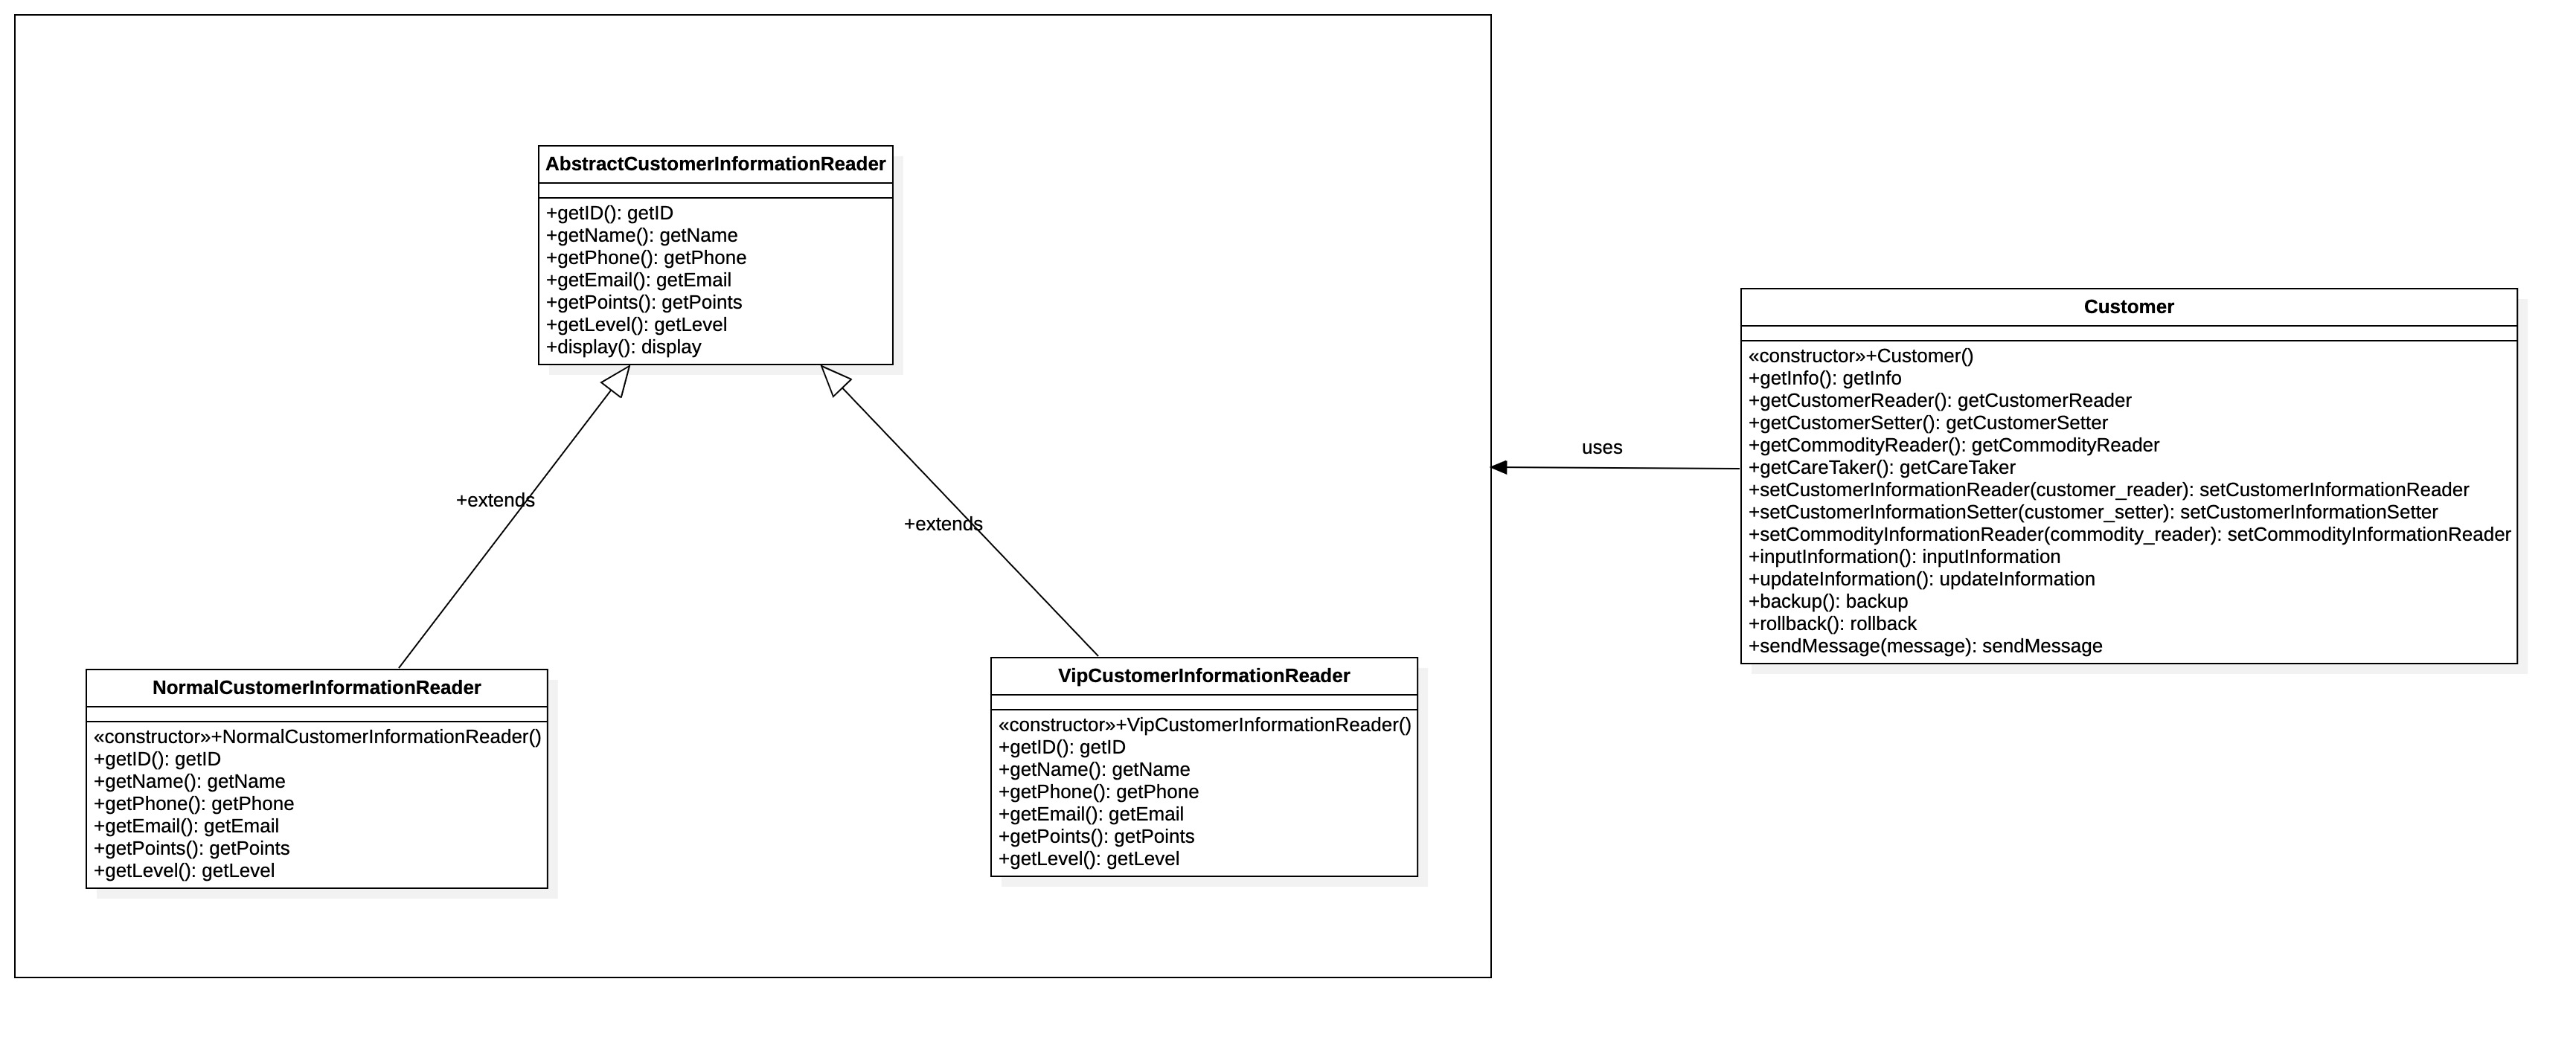 AbstractCustomerInformationReader
+getID(): getID
+getName(): getName
+getPhone(): getPhone
+getEmail(): getEmail
+getPoints(): getPoints
+getLevel(): getLevel
+display(): display
Customer
«constructor»+Customer()
+getInfo(): getInfo
+getCustomerReader(): getCustomerReader
+getCustomerSetter(): getCustomerSetter
+getCommodityReader(): getCommodityReader
+getCareTaker(): getCareTaker
+setCustomerInformationReader(customer_reader): setCustomerInformationReader
+setCustomerInformationSetter(customer_setter): setCustomerInformationSetter
+setCommodityInformationReader(commodity_reader): setCommodityInformationReader
+inputInformation(): inputInformation
+updateInformation(): updateInformation
+backup(): backup
+rollback(): rollback
+sendMessage(message): sendMessage
uses
+extends
+extends
NormalCustomerInformationReader
«constructor»+NormalCustomerInformationReader()
+getID(): getID
+getName(): getName
+getPhone(): getPhone
+getEmail(): getEmail
+getPoints(): getPoints
+getLevel(): getLevel
VipCustomerInformationReader
«constructor»+VipCustomerInformationReader()
+getID(): getID
+getName(): getName
+getPhone(): getPhone
+getEmail(): getEmail
+getPoints(): getPoints
+getLevel(): getLevel